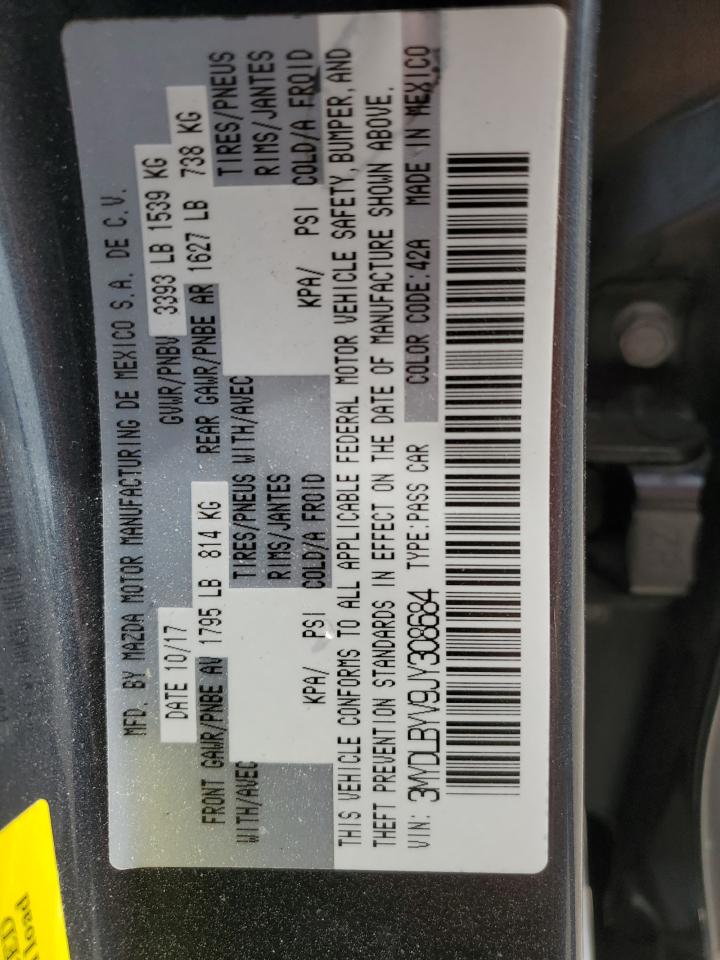 MFD. BY MAZDA MOTOR MANUFACTURING DE MEXICO S.A. DE C.V.
DATE 10/17 GVWR/PNBV 3393 LB 1539 KG
FRONT GAWR/PNBE AV 1795 LB 814 KG REAR GAWR/PNBE AR 1627 LB 738 KG
WITH/AVEC TIRES/PNEUS WITH/AVEC TIRES/PNEUS
RIMS/JANTES RIMS/JANTES
KPA/ PSI COLD/A FROID KPA/ PSI COLD/A FROID
THIS VEHICLE CONFORMS TO ALL APPLICABLE FEDERAL MOTOR VEHICLE SAFETY, BUMPER, AND
THEFT PREVENTION STANDARDS IN EFFECT ON THE DATE OF MANUFACTURE SHOWN ABOVE.
VIN: 3MYDLBYV9JY308684 TYPE:PASS CAR COLOR CODE:42A MADE IN MEXICO
load